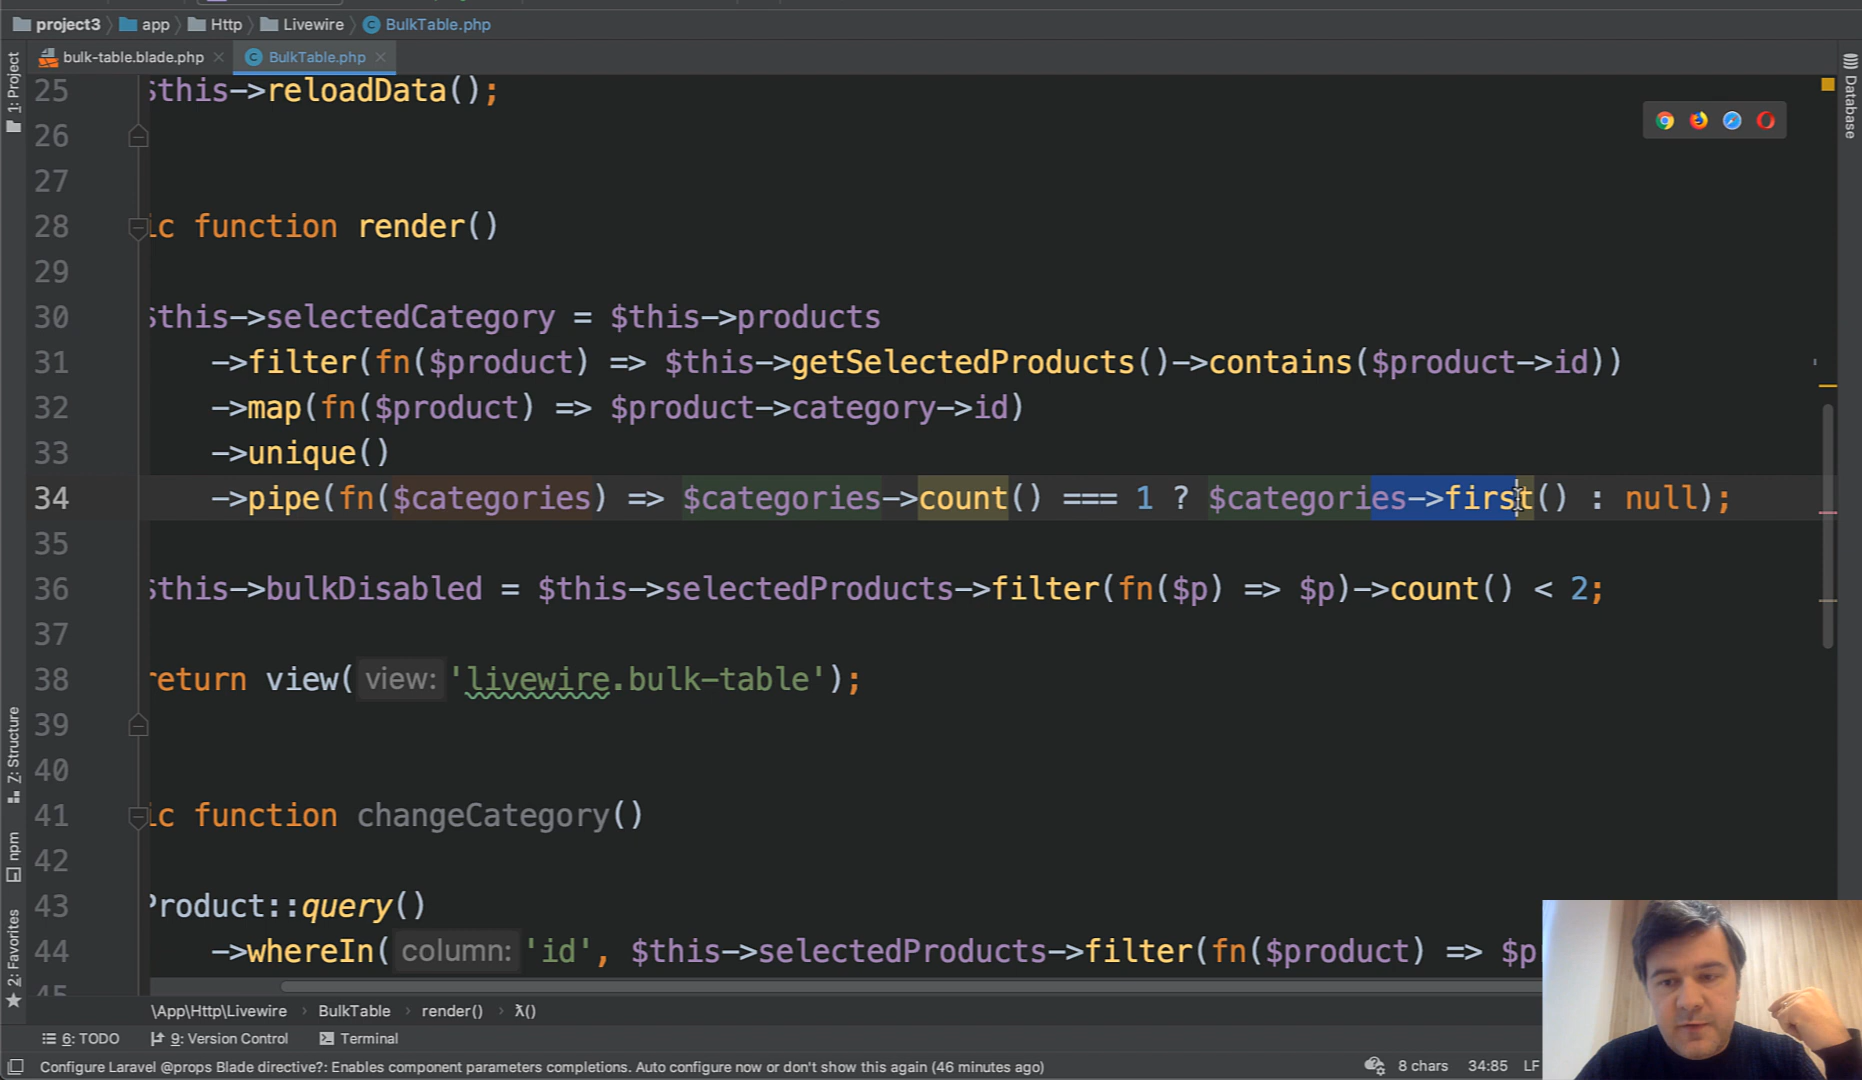 project3 app Http Livewire BulkTable.php
bulk-table.blade.php BulkTable.php
1: Project
Database
7: Structure
npm
2: Favorites
25 $this->reloadData();
26
27
28 ic function render()
29
30 $this->selectedCategory = $this->products
31 ->filter(fn($product) => $this->getSelectedProducts()->contains($product->id))
32 ->map(fn($product) => $product->category->id)
33 ->unique()
34 ->pipe(fn($categories) => $categories->count() === 1 ? $categories->first() : null);
35
36 $this->bulkDisabled = $this->selectedProducts->filter(fn($p) => $p)->count() < 2;
37
38 return view( view: 'livewire.bulk-table');
39
40
41 ic function changeCategory()
42
43 Product::query()
44 ->whereIn( column: 'id', $this->selectedProducts->filter(fn($product) => $p
45
\App\Http\Livewire BulkTable render() λ()
6: TODO 9: Version Control Terminal
Configure Laravel @props Blade directive?: Enables component parameters completions. Auto configure now or don't show this again (46 minutes ago) 8 chars 34:85 LF